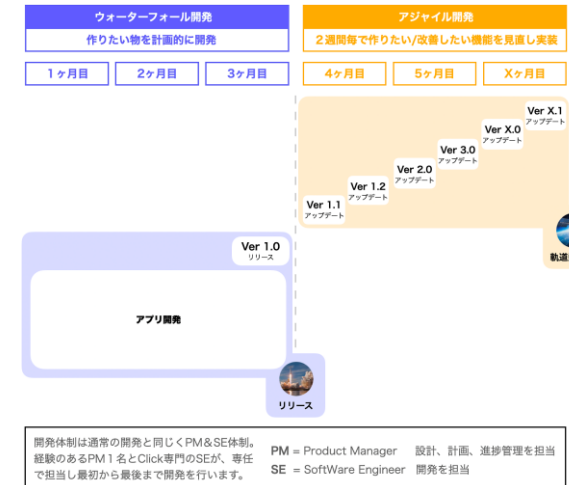 ウォーターフォール開発
作りたい物を計画的に開発
1ヶ月目
2ヶ月目
3ヶ月目
アジャイル開発
2週間毎で作りたい/改善したい機能を見直し実装
4ヶ月目
5ヶ月目
Xヶ月目
Ver X.1
アップデート
Ver X.0
アップデート
Ver 3.0
アップデート
Ver 2.0
アップデート
Ver 1.2
アップデート
Ver 1.1
アップデート
軌道
Ver 1.0
リリース
アプリ開発
リリース
開発体制は通常の開発と同じくPM&SE体制。
経験のあるPM1名とClick専門のSEが、専任
で担当し最初から最後まで開発を行います。
PM = Product Manager 設計、計画、進捗管理を担当
SE = SoftWare Engineer 開発を担当